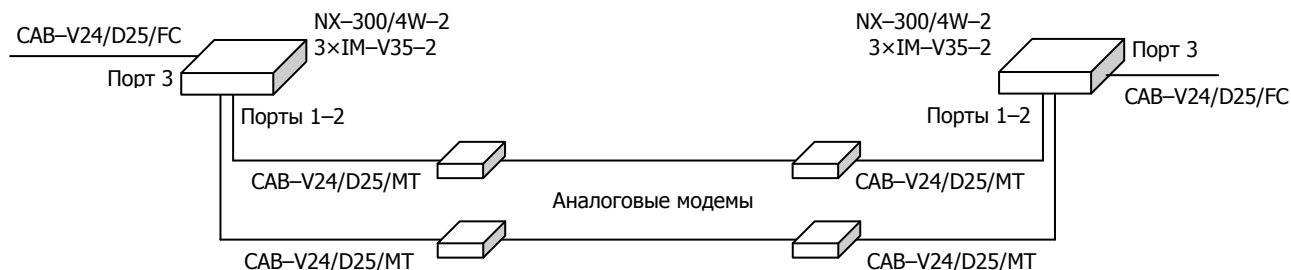 CAB–V24/D25/FC
NX–300/4W–2
3×IM–V35–2
Порт 3
Порты 1–2
NX–300/4W–2
3×IM–V35–2
Порт 3
CAB–V24/D25/FC
Порты 1–2
CAB–V24/D25/MT
CAB–V24/D25/MT
Аналоговые модемы
CAB–V24/D25/MT
CAB–V24/D25/MT